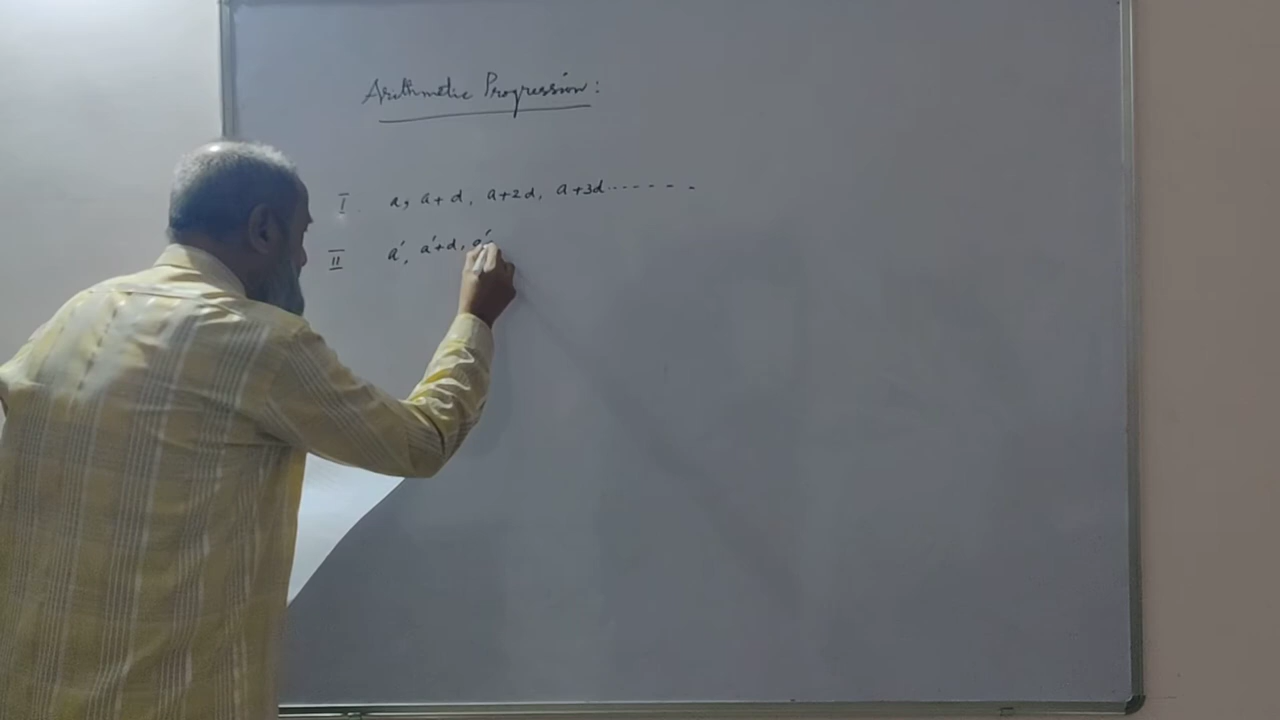 Arithmetic Progression:
I. a, a+d, a+2d, a+3d------
II a', a'+d, a'